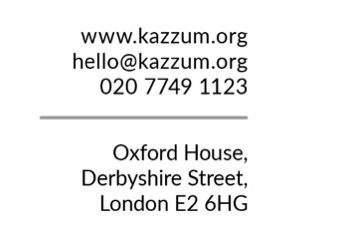 www.kazzum.org
hello@kazzum.org
020 7749 1123
Oxford House,
Derbyshire Street,
London E2 6HG